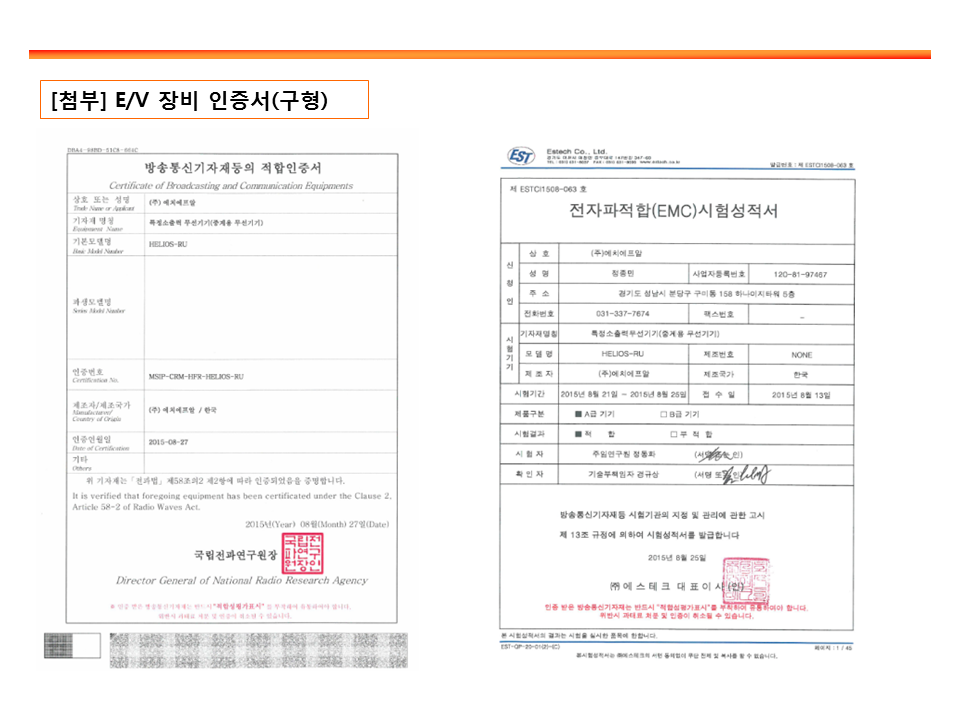 [첨부] E/V 장비 인증서(구형)
방송통신기자재등의 적합인증서
Certificate of Broadcasting and Communication Equipments
상호 또는 성명
Trade Name or Applicant
(주) 에치에프알
기자재 명칭
Equipment Name
특정소출력 무선기기(중계용 무선기기)
기본모델명
Basic Model Number
HELIOS-RU
파생모델명
Series Model Number
인증번호
Certification No.
MSIP-CRM-HFR-HELIOS-RU
제조자/제조국가
Manufacturer/
Country of Origin
(주) 에치에프알 / 한국
인증연월일
Date of Certification
2015-08-27
기타
Others
위 기자재는「전파법」제58조의2 제2항에 따라 인증되었음을 증명합니다.
It is verified that foregoing equipment has been certificated under the Clause 2,
Article 58-2 of Radio Waves Act.
2015년(Year) 08월(Month) 27일(Date)
국립전파연구원장
국립전파연구원장인
Director General of National Radio Research Agency
※ 인증 받은 방송통신기자재는 반드시 "적합성평가표시"를 부착하여 유통하여야 합니다.
위반시 과태료 처분 및 인증이 취소될 수 있습니다.
EST
Estech Co., Ltd.
발급번호 : 제 ESTCI1508-063 호
제 ESTCI1508-063 호
전자파적합(EMC)시험성적서
신청인
상 호
(주)에치에프알
성 명
정종민
사업자등록번호
120-81-97467
주 소
경기도 성남시 분당구 구미동 158 하나이지타워 5층
전화번호
031-337-7674
팩스번호
_
시험기기
기자재명칭
특정소출력무선기기(중계용 무선기기)
모 델 명
HELIOS-RU
제조번호
NONE
제 조 자
(주)에치에프알
제조국가
한국
시험기간
2015년 8월 21일 ~ 2015년 8월 25일
접 수 일
2015년 8월 13일
제품구분
■ A급 기기 □ B급 기기
시험결과
■ 적 합 □ 부 적 합
시 험 자
주임연구원 정통화
(서명 또는 인)
확 인 자
기술부책임자 경규상
(서명 또는 인)
방송통신기자재등 시험기관의 지정 및 관리에 관한 고시
제 13조 규정에 의하여 시험성적서를 발급합니다
2015년 8월 25일
㈜ 에 스 테 크 대 표 이 사 (인)
인증 받은 방송통신기자재는 반드시 "적합성평가표시"를 부착하여 유통하여야 합니다.
위반시 과태료 처분 및 인증이 취소될 수 있습니다.
본 시험성적서의 결과는 시험을 실시한 품목에 한합니다.
EST-QP-20-01(2)-(C)
페이지 : 1 / 45
본시험성적서는 ㈜에스테크의 서면 동의없이 무단 전재 및 복사를 할 수 없습니다.